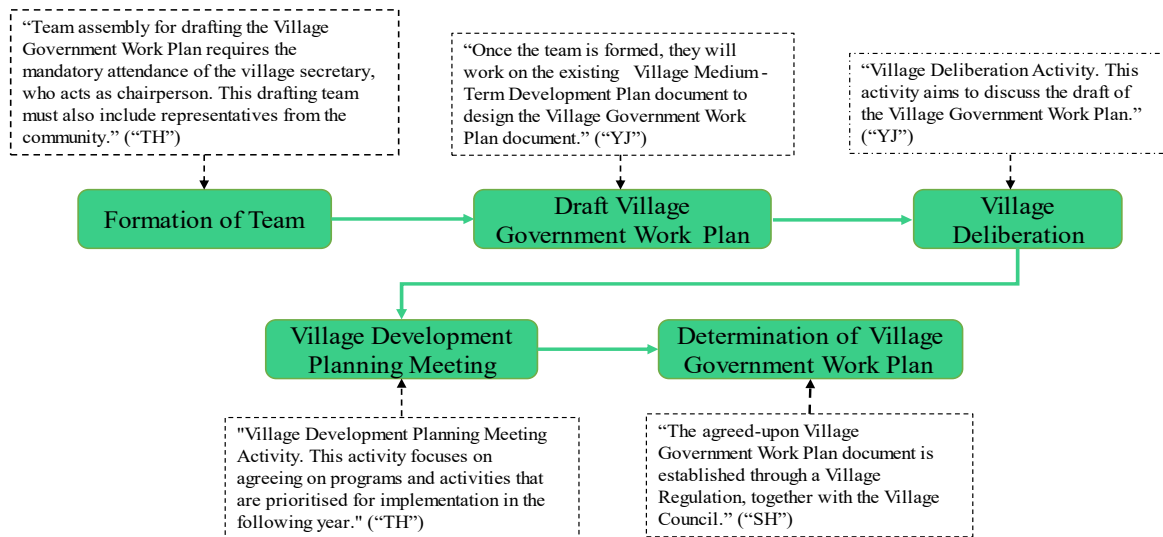 “Team assembly for drafting the Village
Government Work Plan requires the
mandatory attendance of the village secretary,
who acts as chairperson. This drafting team
must also include representatives from the
community.” (“TH”)
“Once the team is formed, they will
work on the existing Village Medium-
Term Development Plan document to
design the Village Government Work
Plan document.” (“YJ”)
“Village Deliberation Activity. This
activity aims to discuss the draft of
the Village Government Work Plan.”
(“YJ”)
Formation of Team
Draft Village
Government Work Plan
Village
Deliberation
Village Development
Planning Meeting
Determination of Village
Government Work Plan
"Village Development Planning Meeting
Activity. This activity focuses on
agreeing on programs and activities that
are prioritised for implementation in the
following year." (“TH”)
“The agreed-upon Village
Government Work Plan document is
established through a Village
Regulation, together with the Village
Council.” (“SH”)